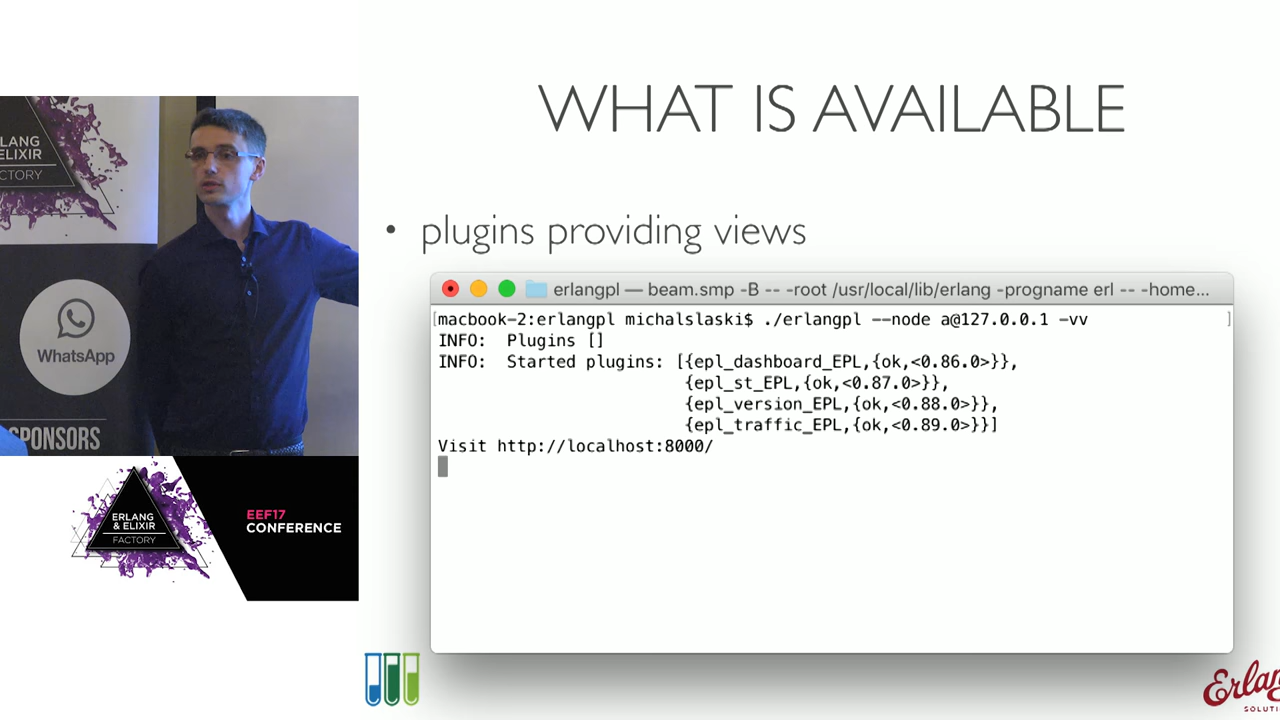 WHAT IS AVAILABLE
• plugins providing views
erlangpl — beam.smp -B -- -root /usr/local/lib/erlang -progname erl -- -home...
[macbook-2:erlangpl michalslaski$ ./erlangpl --node a@127.0.0.1 -vv ]
INFO:  Plugins []
INFO:  Started plugins: [{epl_dashboard_EPL,{ok,<0.86.0>}},
{epl_st_EPL,{ok,<0.87.0>}},
{epl_version_EPL,{ok,<0.88.0>}},
{epl_traffic_EPL,{ok,<0.89.0>}}]
Visit http://localhost:8000/
LANG
ELIXIR
CTORY
WhatsApp
SPONSORS
ERLANG
& ELIXIR
FACTORY
EEF17
CONFERENCE
Erlan
SOLUTI